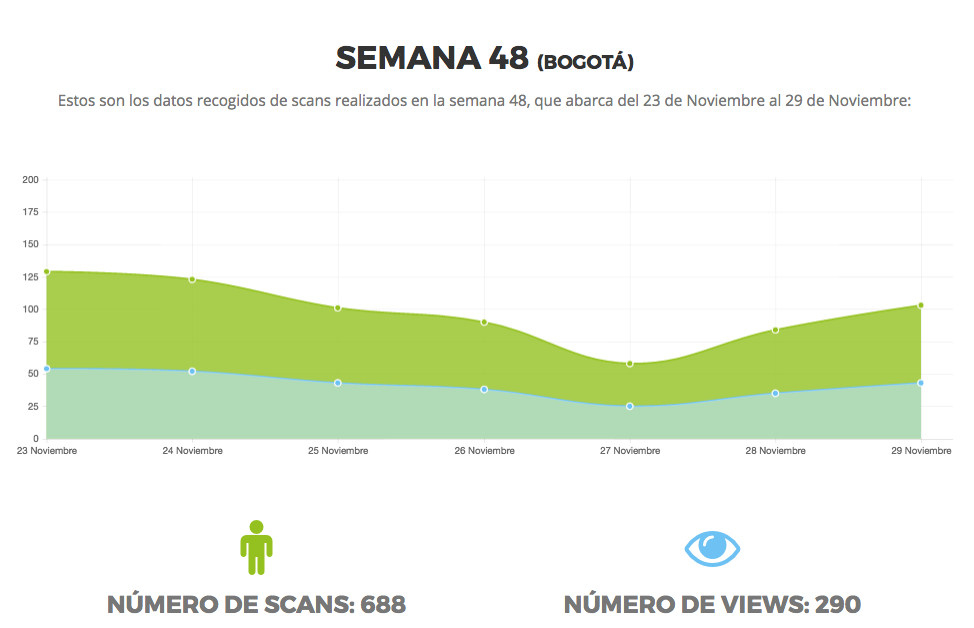 SEMANA 48 (BOGOTÁ)
Estos son los datos recogidos de scans realizados en la semana 48, que abarca del 23 de Noviembre al 29 de Noviembre:
200
175
150
125
100
75
50
25
0
23 Noviembre 24 Noviembre 25 Noviembre 26 Noviembre 27 Noviembre 28 Noviembre 29 Noviembre
NÚMERO DE SCANS: 688 NÚMERO DE VIEWS: 290